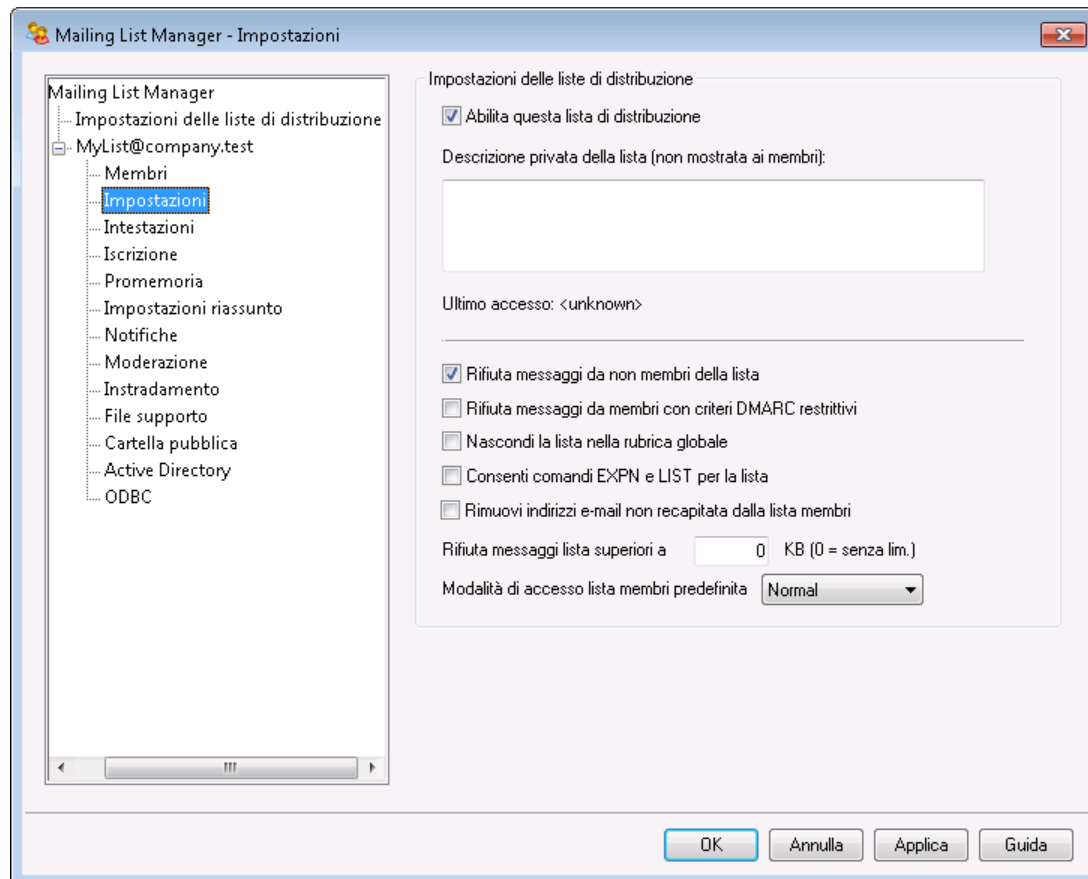 Mailing List Manager - Impostazioni
Mailing List Manager
Impostazioni delle liste di distribuzione
MyList@company.test
Membri
Impostazioni
Intestazioni
Iscrizione
Promemoria
Impostazioni riassunto
Notifiche
Moderazione
Instradamento
File supporto
Cartella pubblica
Active Directory
ODBC
Impostazioni delle liste di distribuzione
Abilita questa lista di distribuzione
Descrizione privata della lista (non mostrata ai membri):
Ultimo accesso: <unknown>
Rifiuta messaggi da non membri della lista
Rifiuta messaggi da membri con criteri DMARC restrittivi
Nascondi la lista nella rubrica globale
Consenti comandi EXPN e LIST per la lista
Rimuovi indirizzi e-mail non recapitata dalla lista membri
Rifiuta messaggi lista superiori a 0 KB (0 = senza lim.)
Modalità di accesso lista membri predefinita Normal
OK Annulla Applica Guida